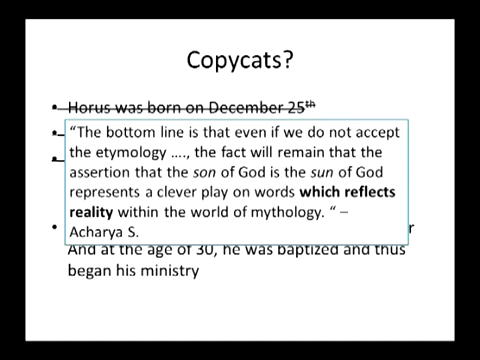 Copycats?
• Horus was born on December 25th
•
"The bottom line is that even if we do not accept
the etymology …., the fact will remain that the
assertion that the son of God is the sun of God
represents a clever play on words which reflects
reality within the world of mythology. " –
Acharya S.
•
And at the age of 30, he was baptized and thus
began his ministry